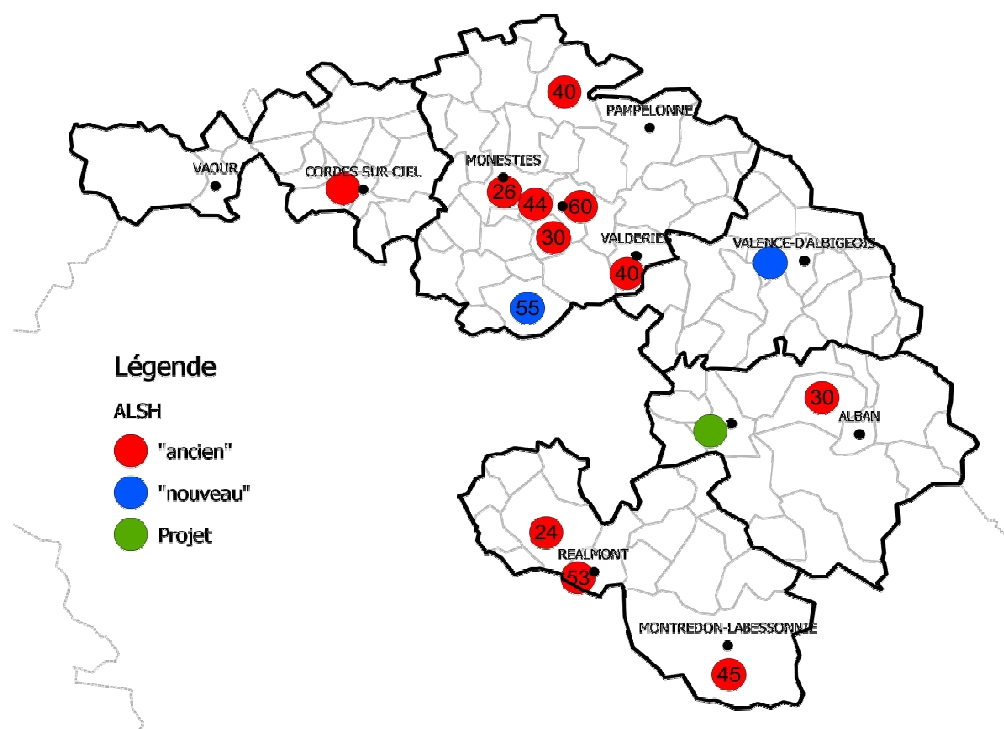 40
PAMPELONNE
MONESTIES
VAOUR
CORDES SUR CIEL
26
44
60
30
VALDERIES
VALENCE-D'ALBIGEOIS
40
55
Légende
ALSH
"ancien"
"nouveau"
Projet
30
ALBAN
24
REALMONT
53
MONTREDON-LABESSONNIE
45